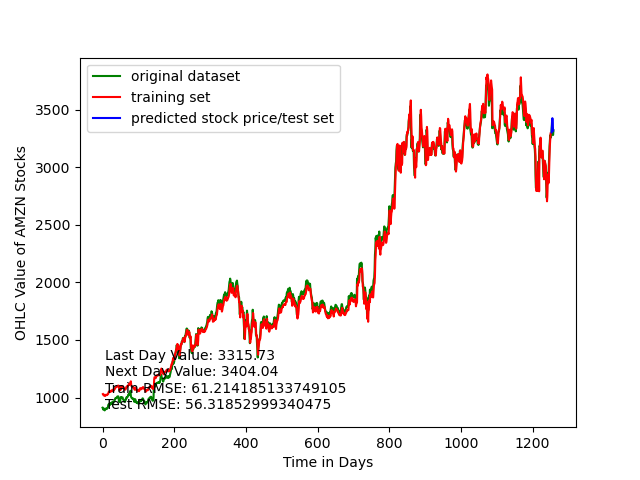 original dataset
training set
predicted stock price/test set
OHLC Value of AMZN Stocks
3500
3000
2500
2000
1500
1000
Last Day Value: 3315.73
Next Day Value: 3404.04
Train RMSE: 61.214185133749105
Test RMSE: 56.31852999340475
0 200 400 600 800 1000 1200
Time in Days